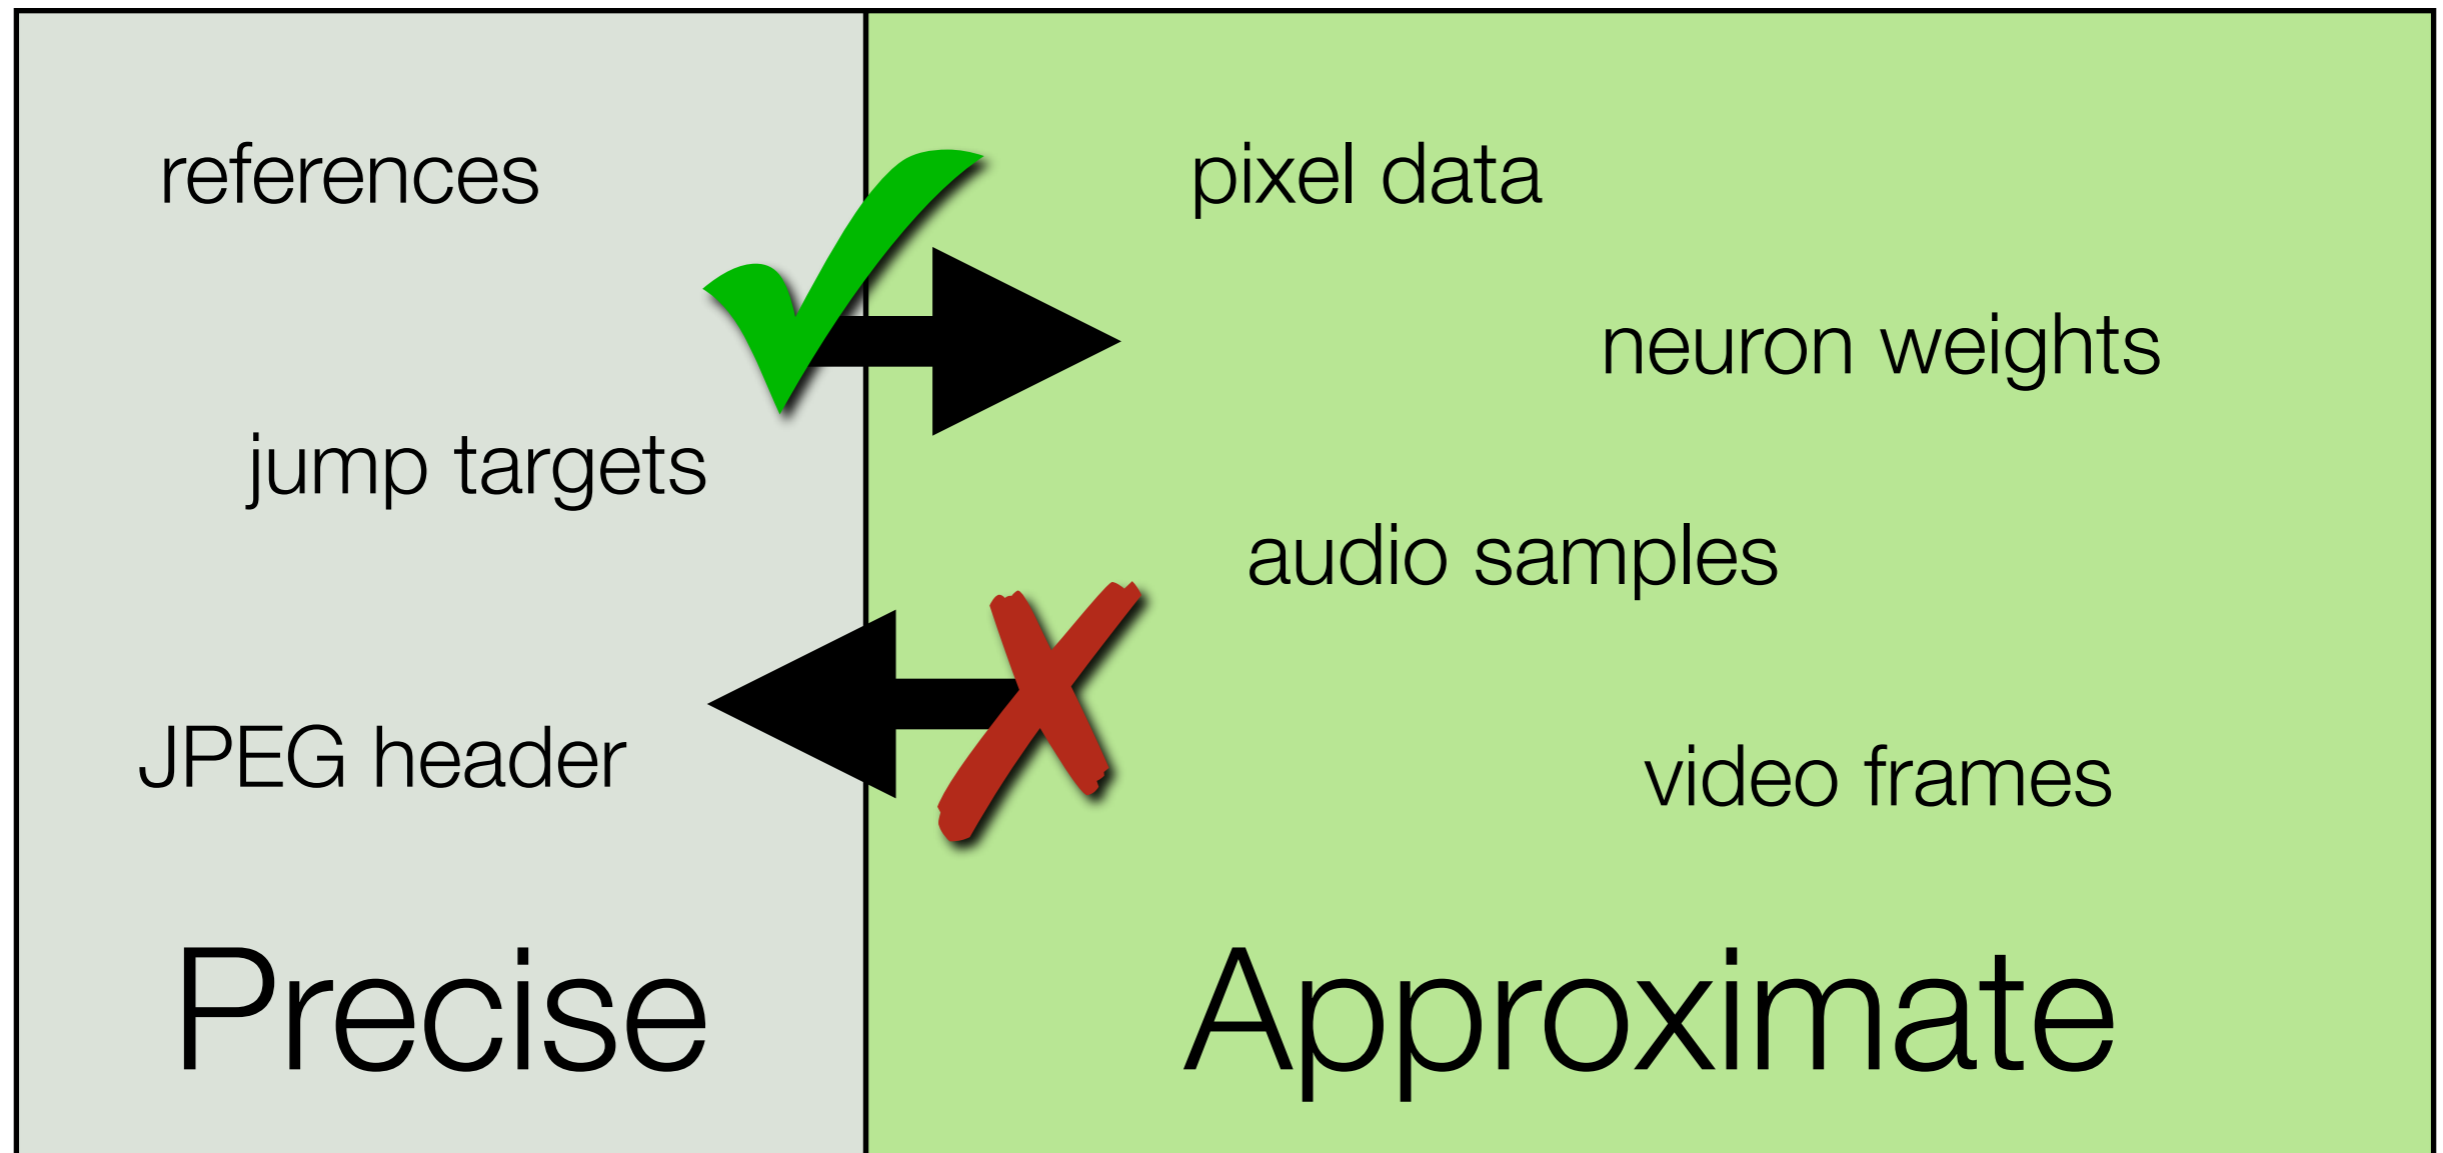 references
jump targets
JPEG header
Precise
pixel data
neuron weights
audio samples
video frames
Approximate